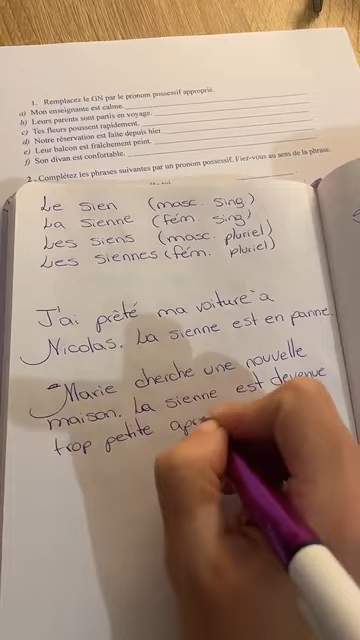 1. Remplacez le GN par le pronom possessif approprié.
a) Mon enseignante est calme.
b) Leurs parents sont partis en voyage.
c) Tes fleurs poussent rapidement.
d) Notre réservation est faite depuis hier
e) Leur balcon est fraîchement peint.
f) Son divan est confortable.
2. Complétez les phrases suivantes par un pronom possessif. Fiez-vous au sens de la phrase.
Le sien (masc. sing)
La sienne (fém. sing)
Les siens (masc. pluriel)
Les siennes (fém. pluriel)
J'ai prêté ma voiture à
Nicolas. La sienne est en panne.
Marie cherche une nouvelle
maison. La sienne est devenue
trop petite apr